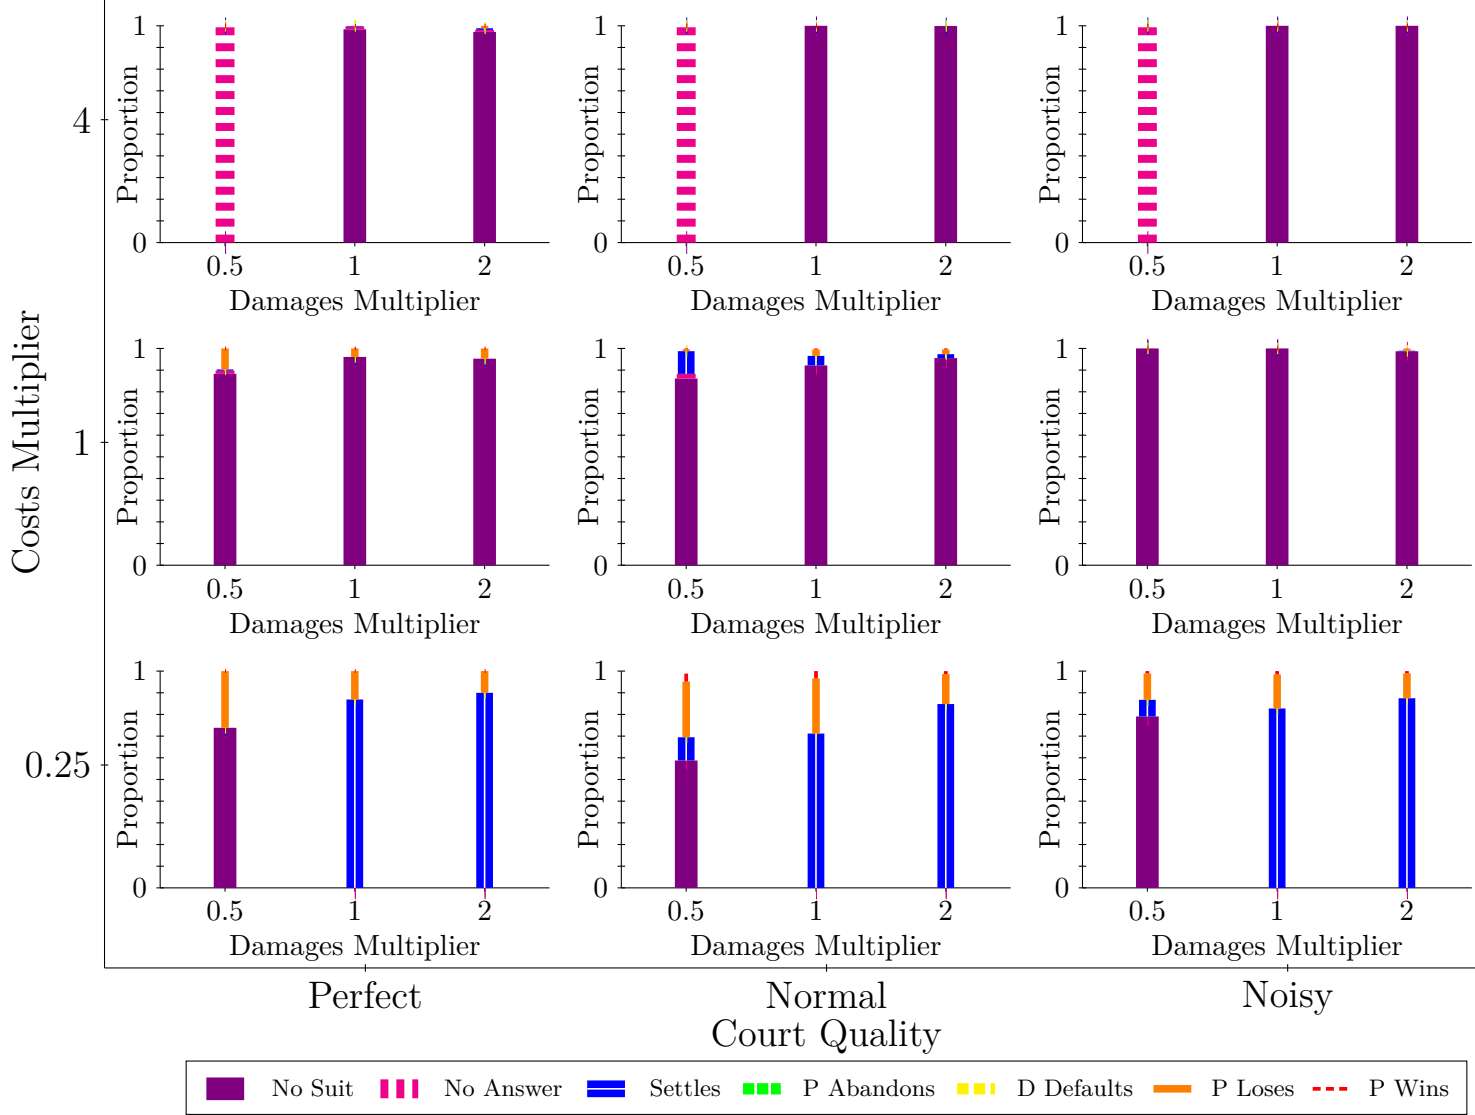 Costs Multiplier
4
1
0.25
Proportion
1
0
0.5 1 2
Damages Multiplier
Proportion
1
0
0.5 1 2
Damages Multiplier
Proportion
1
0
0.5 1 2
Damages Multiplier
Proportion
1
0
0.5 1 2
Damages Multiplier
Proportion
1
0
0.5 1 2
Damages Multiplier
Proportion
1
0
0.5 1 2
Damages Multiplier
Proportion
1
0
0.5 1 2
Damages Multiplier
Proportion
1
0
0.5 1 2
Damages Multiplier
Proportion
1
0
0.5 1 2
Damages Multiplier
Perfect Normal Noisy
Court Quality
No Suit No Answer Settles P Abandons D Defaults P Loses P Wins